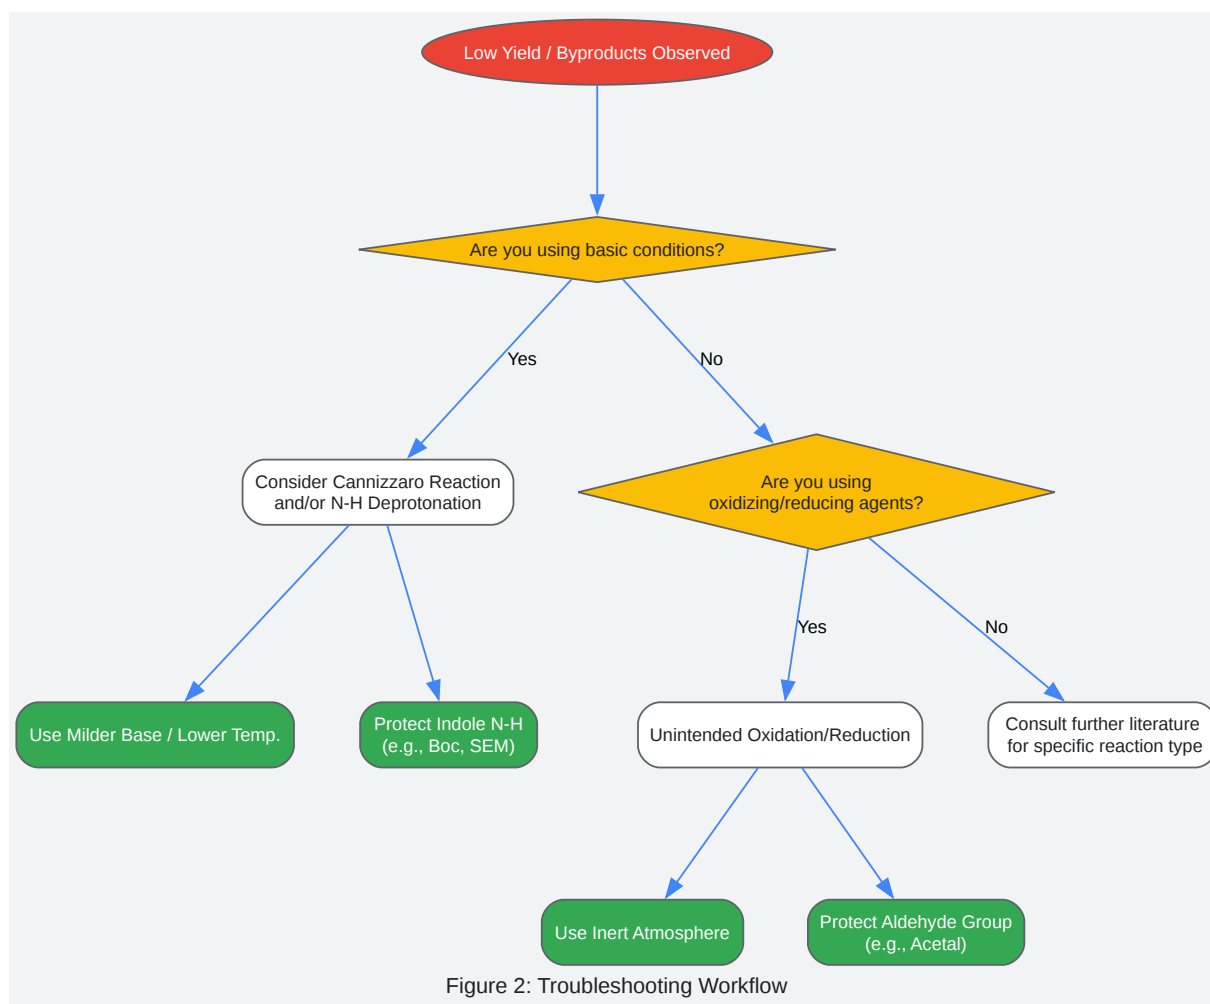 Low Yield / Byproducts Observed
Are you using basic conditions?
Yes
No
Consider Cannizzaro Reaction
and/or N-H Deprotonation
Are you using
oxidizing/reducing agents?
Yes
No
Use Milder Base / Lower Temp.
Protect Indole N-H
(e.g., Boc, SEM)
Unintended Oxidation/Reduction
Consult further literature
for specific reaction type
Use Inert Atmosphere
Protect Aldehyde Group
(e.g., Acetal)
Figure 2: Troubleshooting Workflow